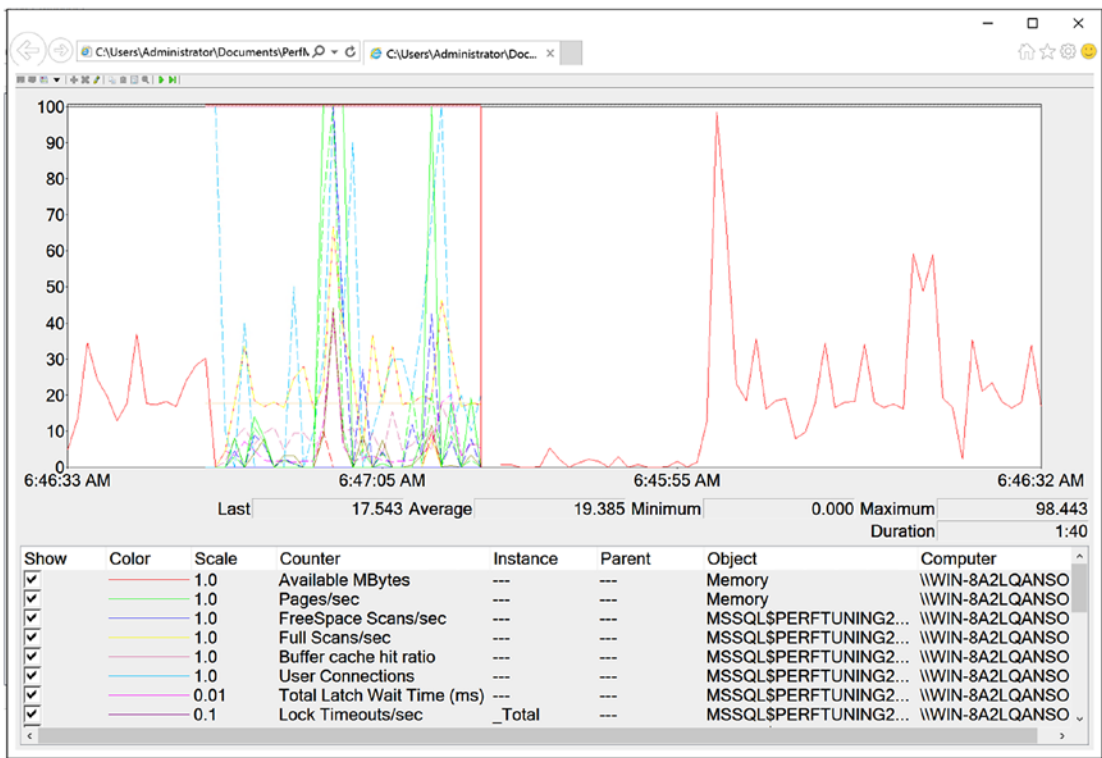 C:\Users\Administrator\Documents\PerfM
C:\Users\Administrator\Doc...
100
90
80
70
60
50
40
30
20
10
0
6:46:33 AM 6:47:05 AM 6:45:55 AM 6:46:32 AM
Last 17.543 Average 19.385 Minimum 0.000 Maximum 98.443
Duration 1:40
Show Color Scale Counter Instance Parent Object Computer
1.0 Available MBytes --- --- Memory \\WIN-8A2LQANSO
1.0 Pages/sec --- --- Memory \\WIN-8A2LQANSO
1.0 FreeSpace Scans/sec --- --- MSSQL$PERFTUNING2... \\WIN-8A2LQANSO
1.0 Full Scans/sec --- --- MSSQL$PERFTUNING2... \\WIN-8A2LQANSO
1.0 Buffer cache hit ratio --- --- MSSQL$PERFTUNING2... \\WIN-8A2LQANSO
1.0 User Connections --- --- MSSQL$PERFTUNING2... \\WIN-8A2LQANSO
0.01 Total Latch Wait Time (ms) --- --- MSSQL$PERFTUNING2... \\WIN-8A2LQANSO
0.1 Lock Timeouts/sec _Total --- MSSQL$PERFTUNING2... \\WIN-8A2LQANSO